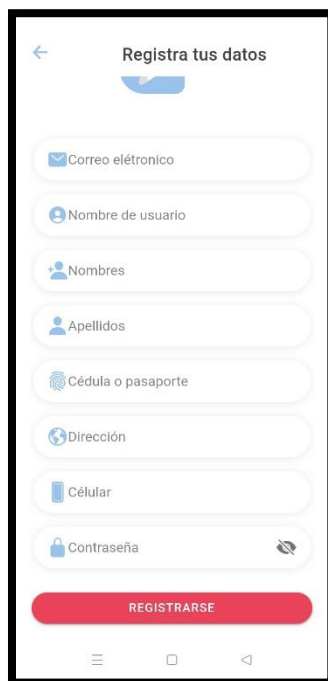 Registra tus datos
Correo elétronico
Nombre de usuario
Nombres
Apellidos
Cédula o pasaporte
Dirección
Célular
Contraseña
REGISTRARSE